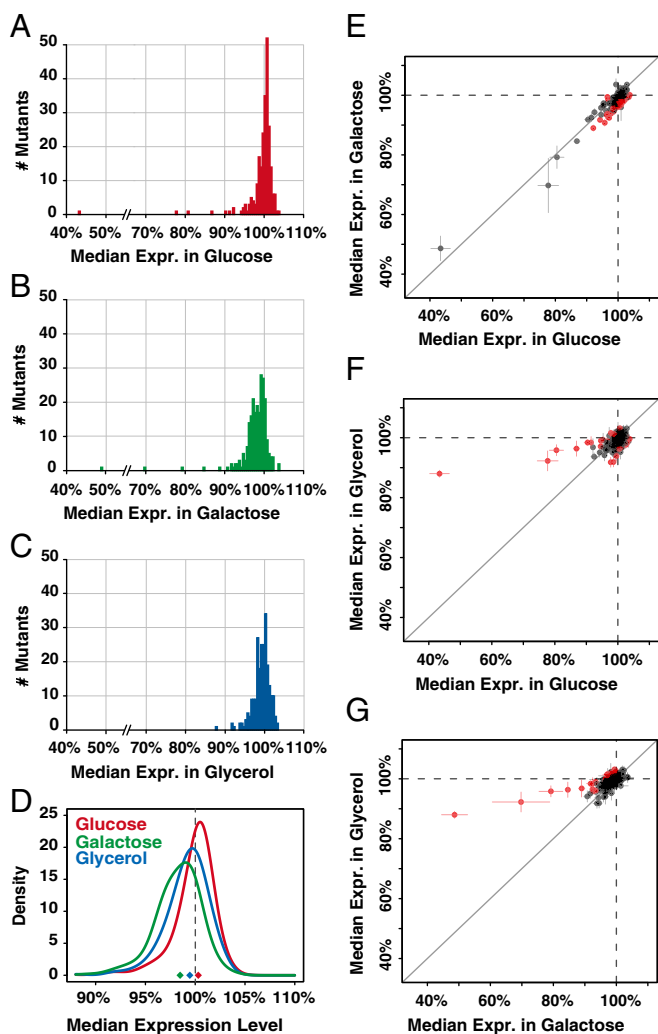 A
50
40
30
20
10
0
# Mutants
40% 50% // 70% 80% 90% 100% 110%
Median Expr. in Glucose
B
50
40
30
20
10
0
# Mutants
40% 50% // 70% 80% 90% 100% 110%
Median Expr. in Galactose
C
50
40
30
20
10
0
# Mutants
40% 50% // 70% 80% 90% 100% 110%
Median Expr. in Glycerol
D
25
20
15
10
5
0
Density
Glucose
Galactose
Glycerol
90% 95% 100% 105% 110%
Median Expression Level
E
Median Expr. in Galactose
40% 60% 80% 100%
40% 60% 80% 100%
Median Expr. in Glucose
F
Median Expr. in Glycerol
40% 60% 80% 100%
40% 60% 80% 100%
Median Expr. in Glucose
G
Median Expr. in Glycerol
40% 60% 80% 100%
40% 60% 80% 100%
Median Expr. in Galactose